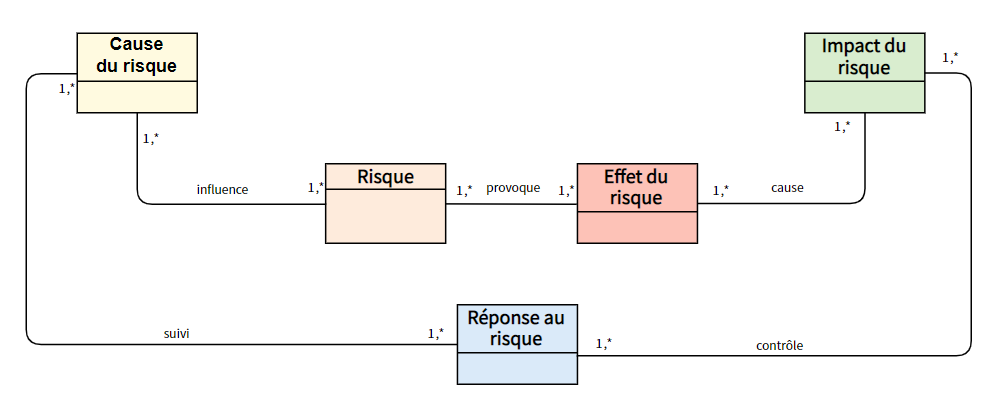 Cause
du risque
Impact du
risque
1,*
1,*
1,*
1,*
influence
1,*
Risque
1,*
provoque
1,*
Effet du
risque
1,*
cause
Réponse au
risque
suivi
1,*
1,*
contrôle